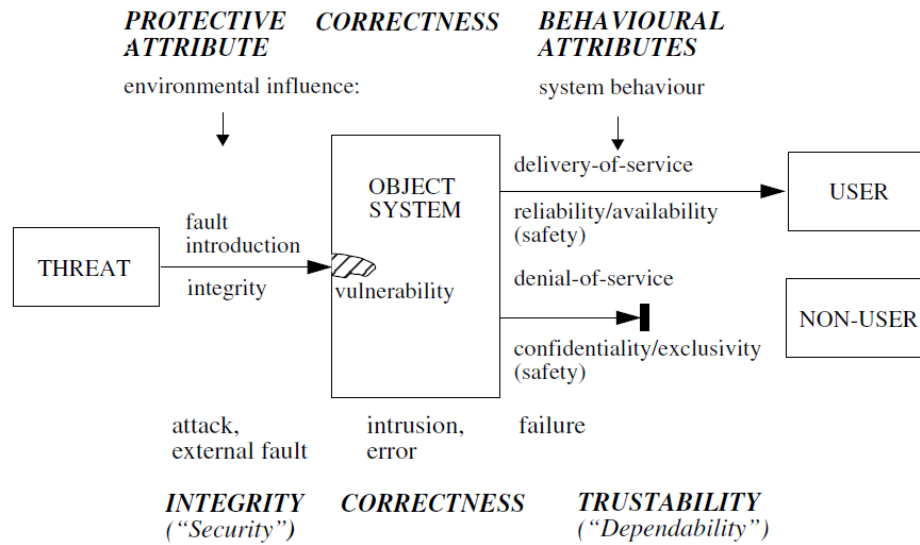 PROTECTIVE
ATTRIBUTE
CORRECTNESS
BEHAVIOURAL
ATTRIBUTES
environmental influence:
system behaviour
OBJECT
SYSTEM
delivery-of-service
USER
reliability/availability
(safety)
fault
introduction
THREAT
integrity
vulnerability
denial-of-service
NON-USER
confidentiality/exclusivity
(safety)
attack,
external fault
intrusion,
error
failure
INTEGRITY
("Security")
CORRECTNESS
TRUSTABILITY
("Dependability")